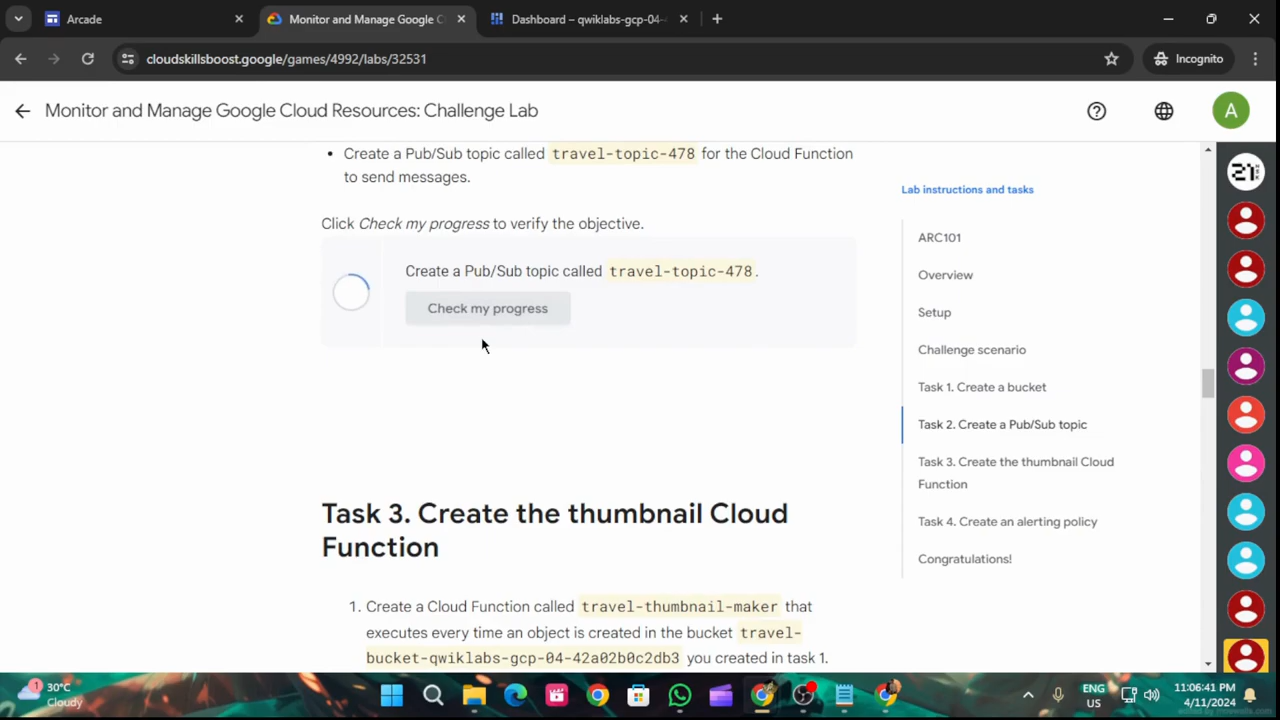 Arcade
Monitor and Manage Google C
Dashboard – qwiklabs-gcp-04-
cloudskillsboost.google/games/4992/labs/32531
Incognito
Monitor and Manage Google Cloud Resources: Challenge Lab
A
21
• Create a Pub/Sub topic called travel-topic-478 for the Cloud Function
to send messages.
Click Check my progress to verify the objective.
Create a Pub/Sub topic called travel-topic-478.
Check my progress
Task 3. Create the thumbnail Cloud
Function
1. Create a Cloud Function called travel-thumbnail-maker that
executes every time an object is created in the bucket travel-
bucket-qwiklabs-gcp-04-42a02b0c2db3 you created in task 1.
Lab instructions and tasks
ARC101
Overview
Setup
Challenge scenario
Task 1. Create a bucket
Task 2. Create a Pub/Sub topic
Task 3. Create the thumbnail Cloud
Function
Task 4. Create an alerting policy
Congratulations!
1
30°C
Cloudy
ENG
US
11:06:41 PM
4/11/2024